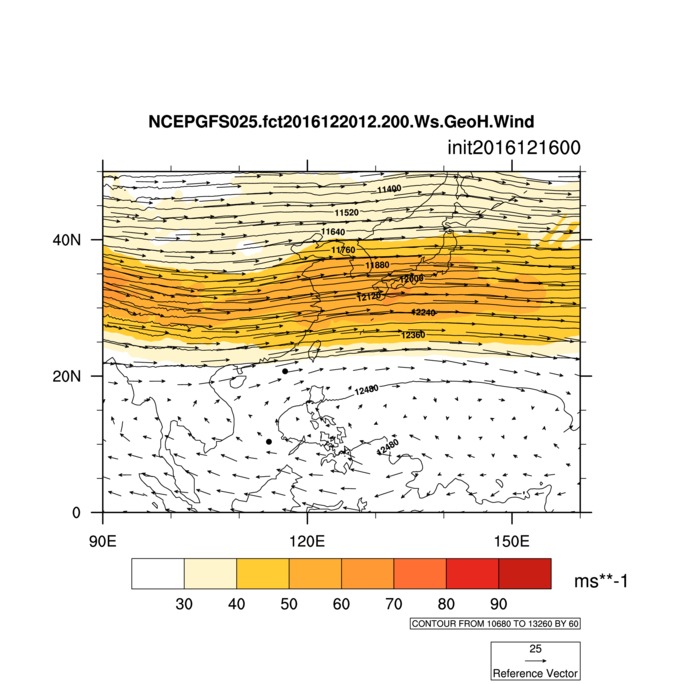 NCEPGFS025.fct2016122012.200.Ws.GeoH.Wind
init2016121600
11400
11520
40N
11640
11760
11880
12000
12120
12240
12360
20N
12480
12480
0
90E 120E 150E
ms**-1
30 40 50 60 70 80 90
CONTOUR FROM 10680 TO 13260 BY 60
25
Reference Vector